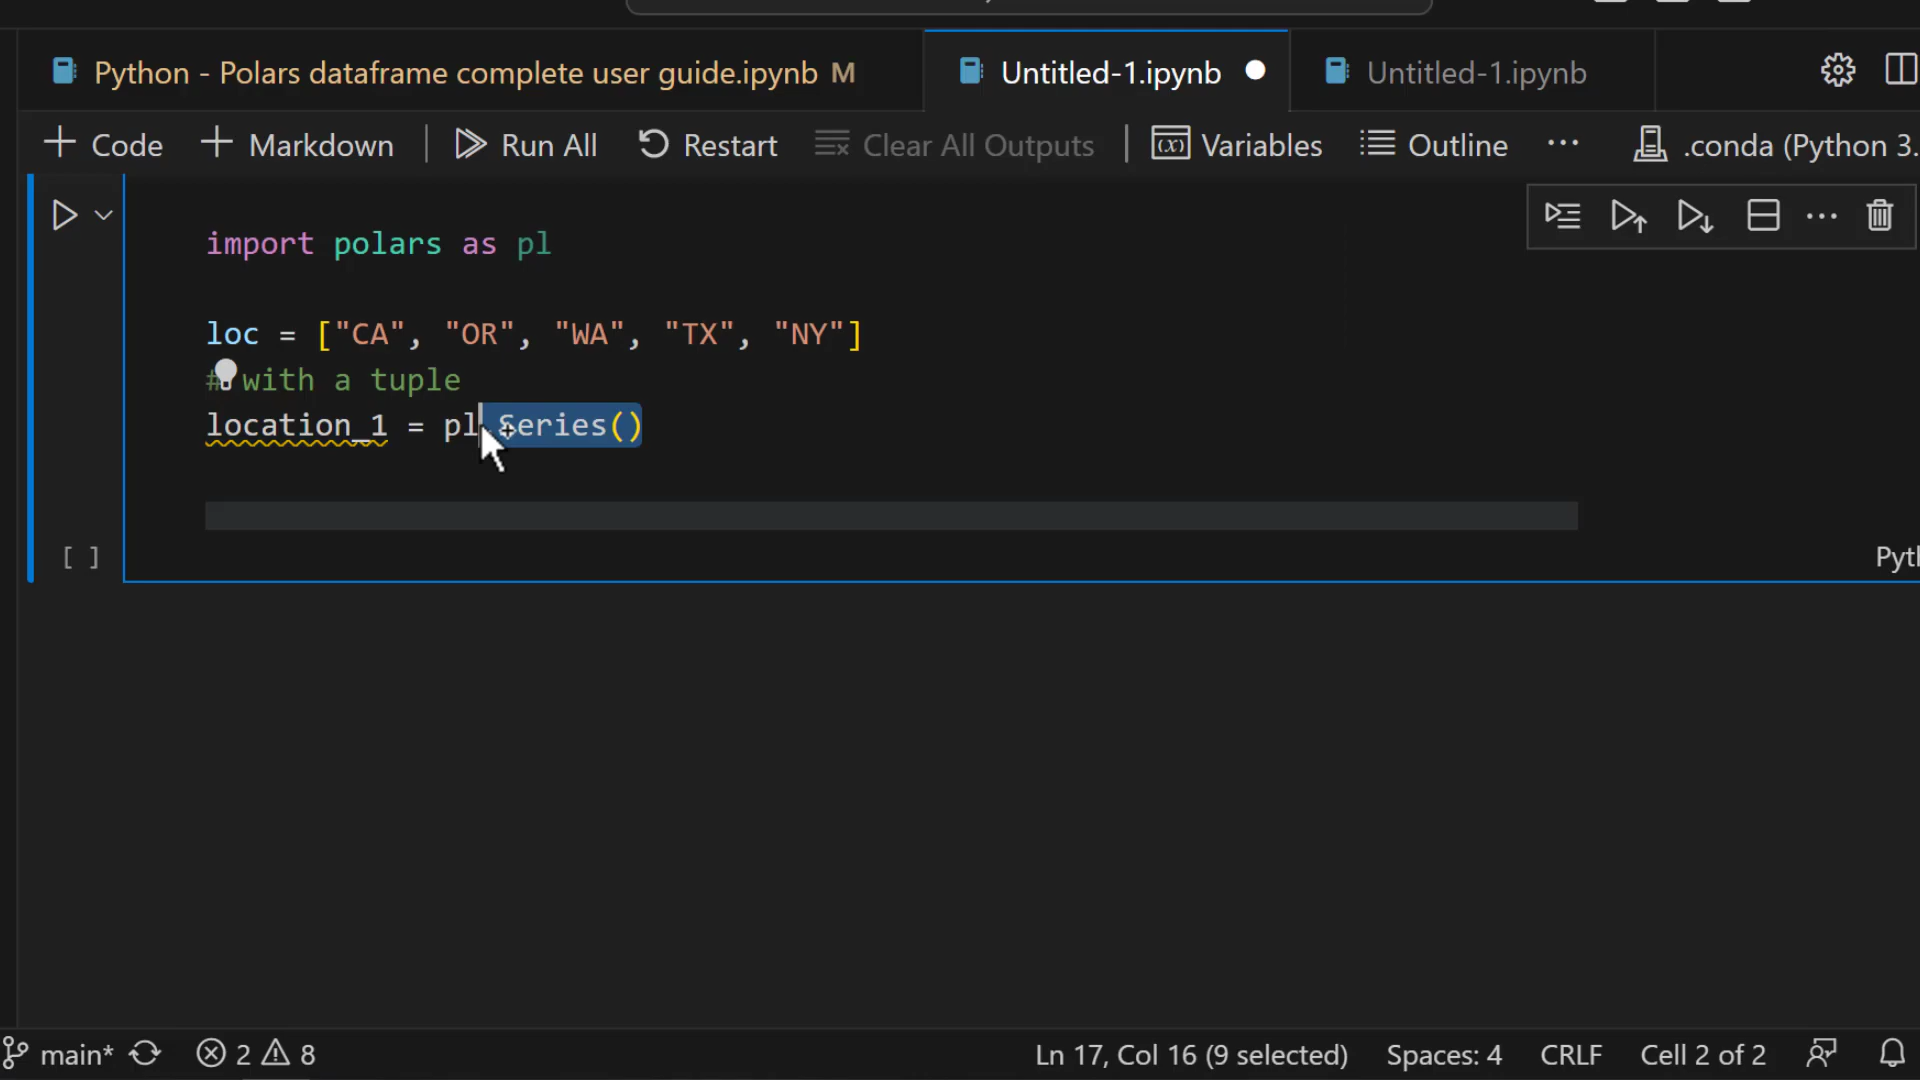 Python - Polars dataframe complete user guide.ipynb M
Untitled-1.ipynb
Untitled-1.ipynb
Code
Markdown
Run All
Restart
Clear All Outputs
Variables
Outline
.conda (Python 3.
import polars as pl
loc = ["CA", "OR", "WA", "TX", "NY"]
# with a tuple
location_1 = pl.Series()
[ ]
Pyth
main*
2
8
Ln 17, Col 16 (9 selected)
Spaces: 4
CRLF
Cell 2 of 2